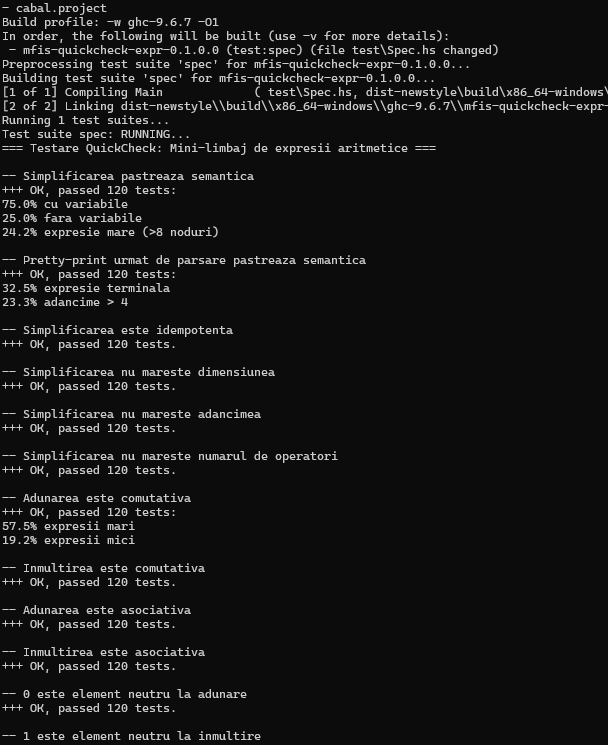 - cabal.project
Build profile: -w ghc-9.6.7 -O1
In order, the following will be built (use -v for more details):
 - mfis-quickcheck-expr-0.1.0.0 (test:spec) (file test\Spec.hs changed)
Preprocessing test suite 'spec' for mfis-quickcheck-expr-0.1.0.0...
Building test suite 'spec' for mfis-quickcheck-expr-0.1.0.0...
[1 of 1] Compiling Main             ( test\Spec.hs, dist-newstyle\build\x86_64-windows\
[2 of 2] Linking dist-newstyle\\build\\x86_64-windows\\ghc-9.6.7\\mfis-quickcheck-expr-
Running 1 test suites...
Test suite spec: RUNNING...
=== Testare QuickCheck: Mini-limbaj de expresii aritmetice ===

-- Simplificarea pastreaza semantica
+++ OK, passed 120 tests:
75.0% cu variabile
25.0% fara variabile
24.2% expresie mare (>8 noduri)

-- Pretty-print urmat de parsare pastreaza semantica
+++ OK, passed 120 tests:
32.5% expresie terminala
23.3% adancime > 4

-- Simplificarea este idempotenta
+++ OK, passed 120 tests.

-- Simplificarea nu mareste dimensiunea
+++ OK, passed 120 tests.

-- Simplificarea nu mareste adancimea
+++ OK, passed 120 tests.

-- Simplificarea nu mareste numarul de operatori
+++ OK, passed 120 tests.

-- Adunarea este comutativa
+++ OK, passed 120 tests:
57.5% expresii mari
19.2% expresii mici

-- Inmultirea este comutativa
+++ OK, passed 120 tests.

-- Adunarea este asociativa
+++ OK, passed 120 tests.

-- Inmultirea este asociativa
+++ OK, passed 120 tests.

-- 0 este element neutru la adunare
+++ OK, passed 120 tests.

-- 1 este element neutru la inmultire